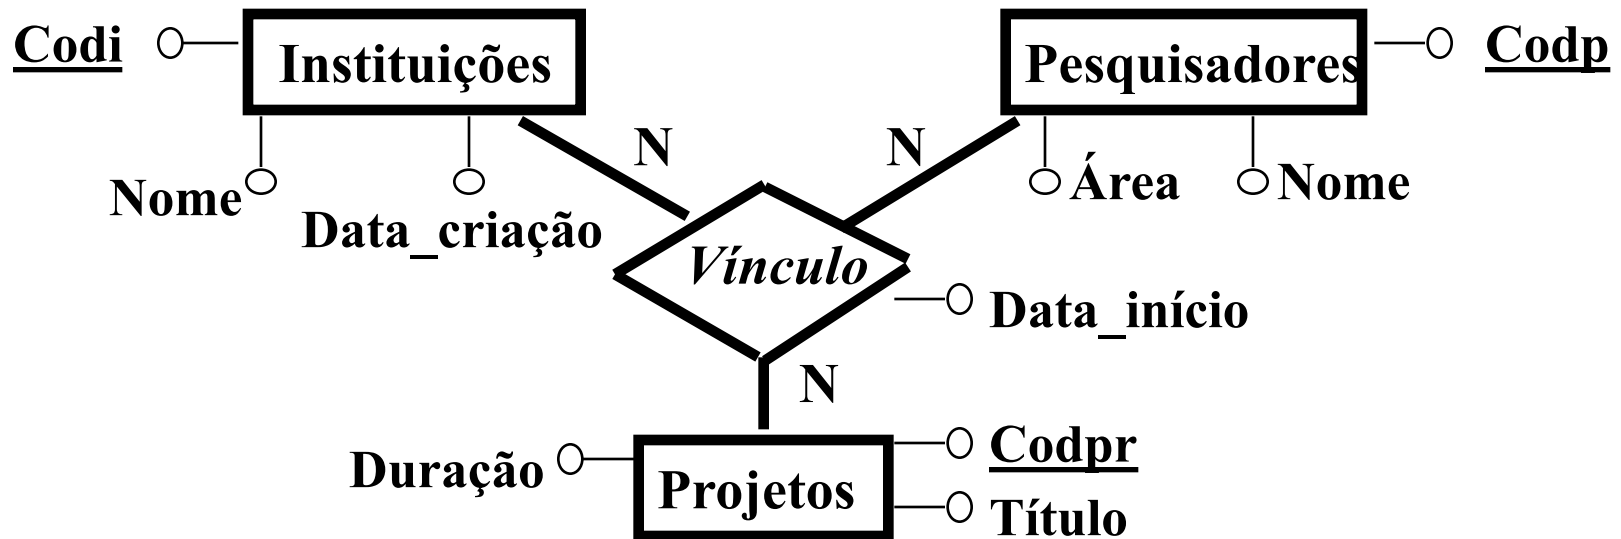 Codi
Instituições
Pesquisadores
Codp
N
N
Nome
Data_criação
Área
Nome
Vínculo
Data_início
N
Duração
Projetos
Codpr
Título